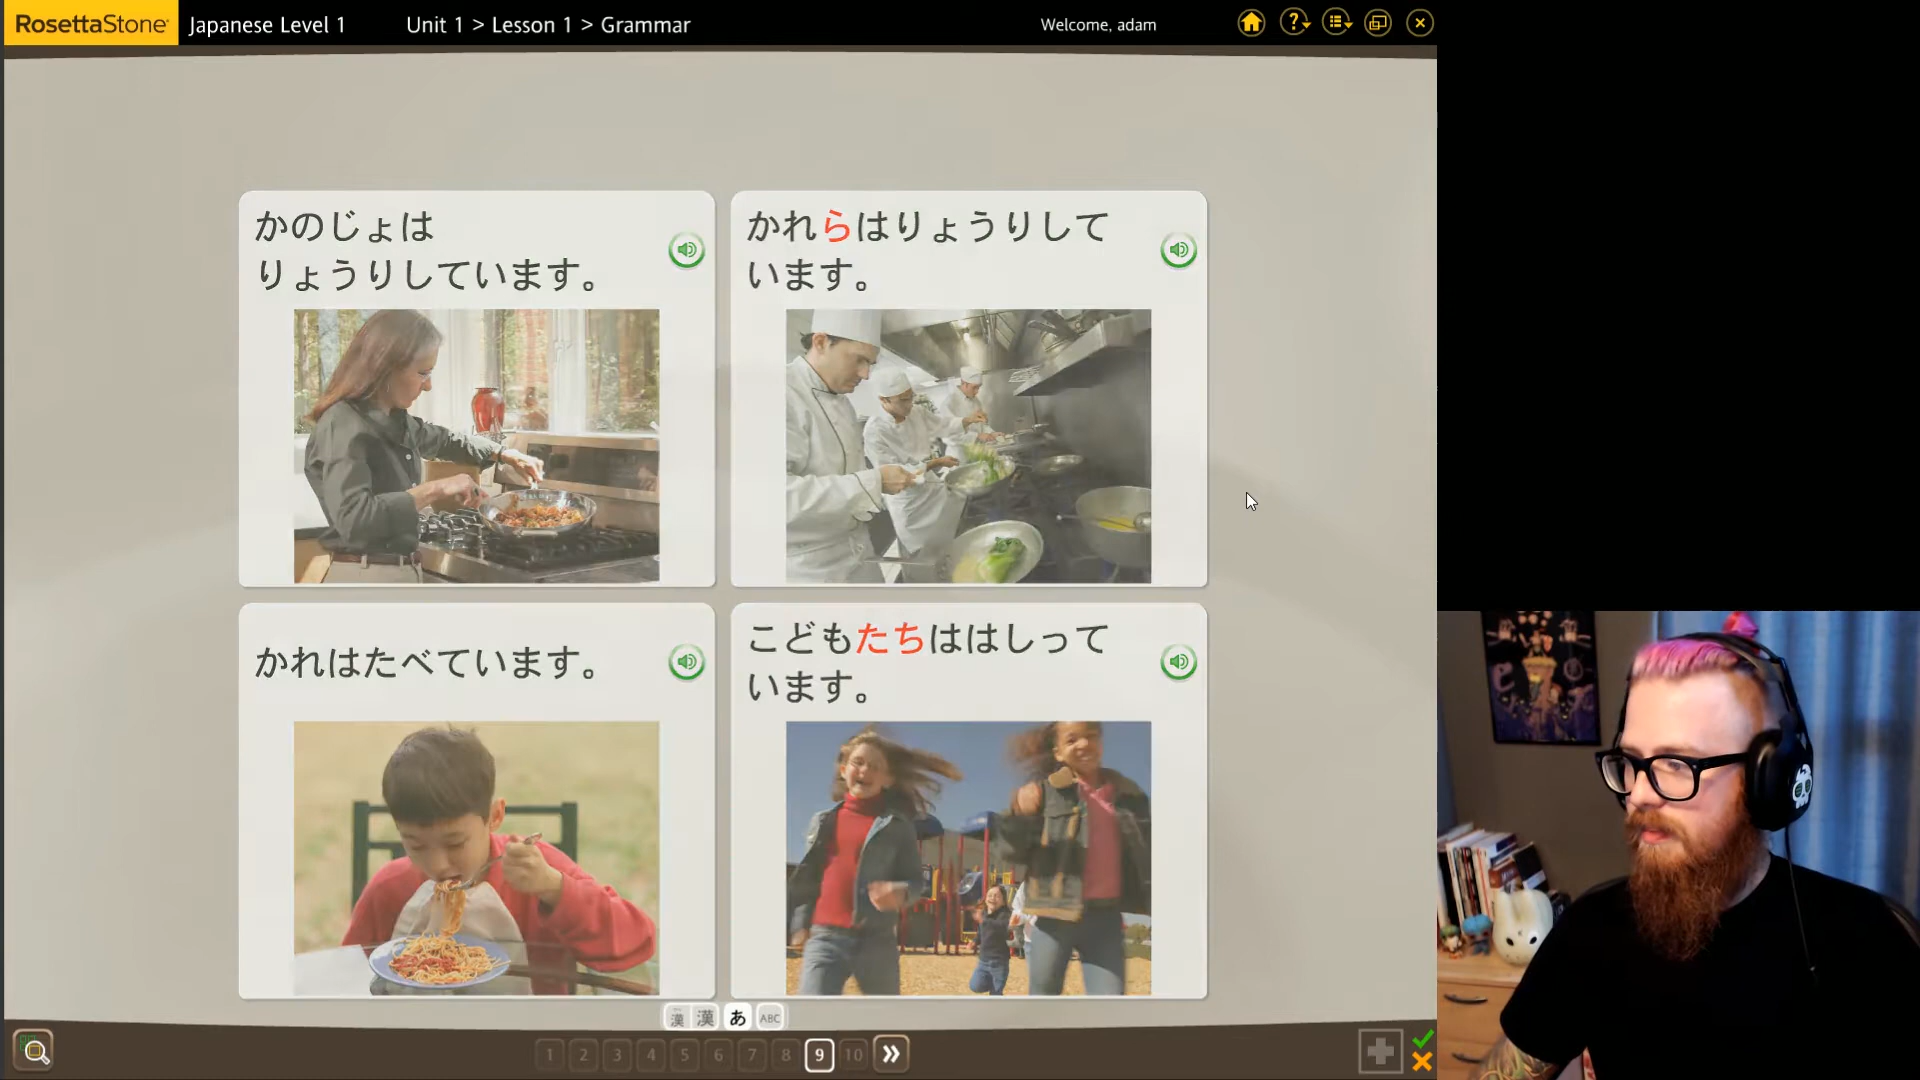 RosettaStone Japanese Level 1 Unit 1 > Lesson 1 > Grammar Welcome, adam
かのじょは
りょうりしています。
かれらはりょうりして
います。
かれはたべています。
こどもたちははしって
います。
漢 漢 あ ABC
1 2 3 4 5 6 7 8 9 10